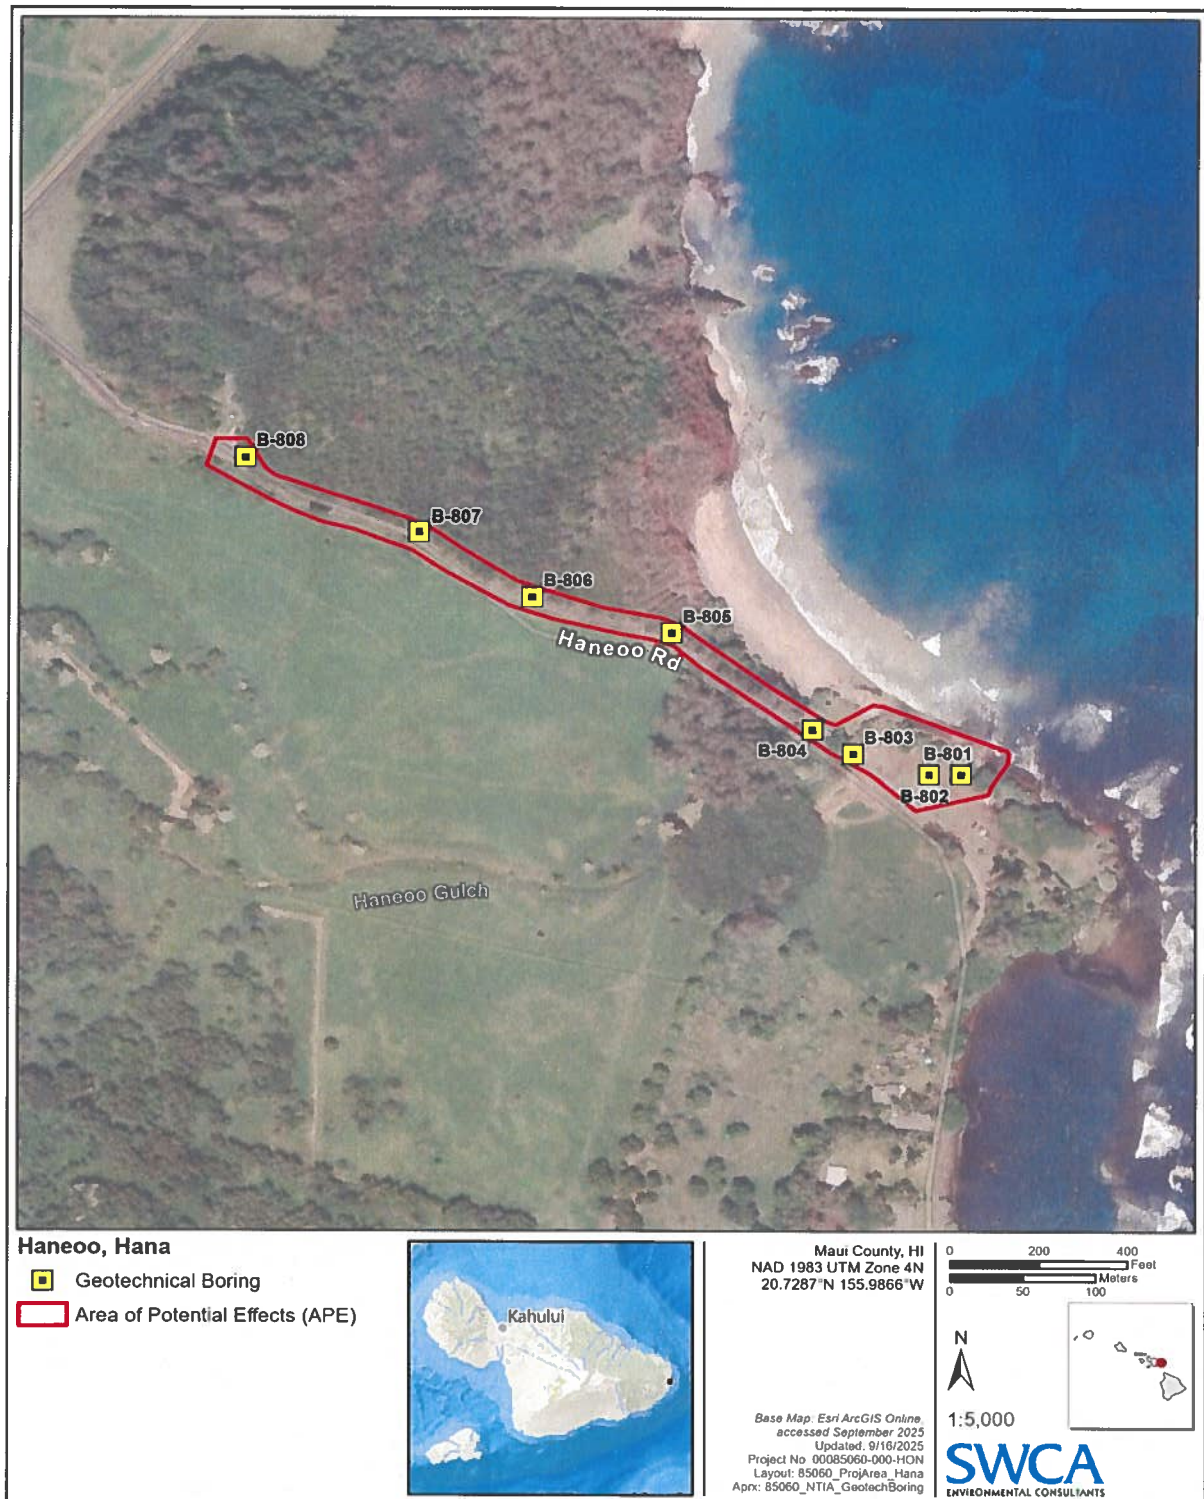 B-808
B-807
B-806
B-805
Haneoo Rd
B-804
B-803
B-801
B-802
Haneoo Gulch
Haneoo, Hana
Geotechnical Boring
Area of Potential Effects (APE)
Kahului
Maui County, HI
NAD 1983 UTM Zone 4N
20.7287°N 155.9866°W
Base Map: Esri ArcGIS Online,
accessed September 2025
Updated: 9/16/2025
Project No. 00085060-000-HON
Layout: 85060_ProjArea_Hana
Aprx: 85060_NTIA_GeotechBoring
0 200 400
Feet
Meters
0 50 100
N
1:5,000
SWCA
ENVIRONMENTAL CONSULTANTS